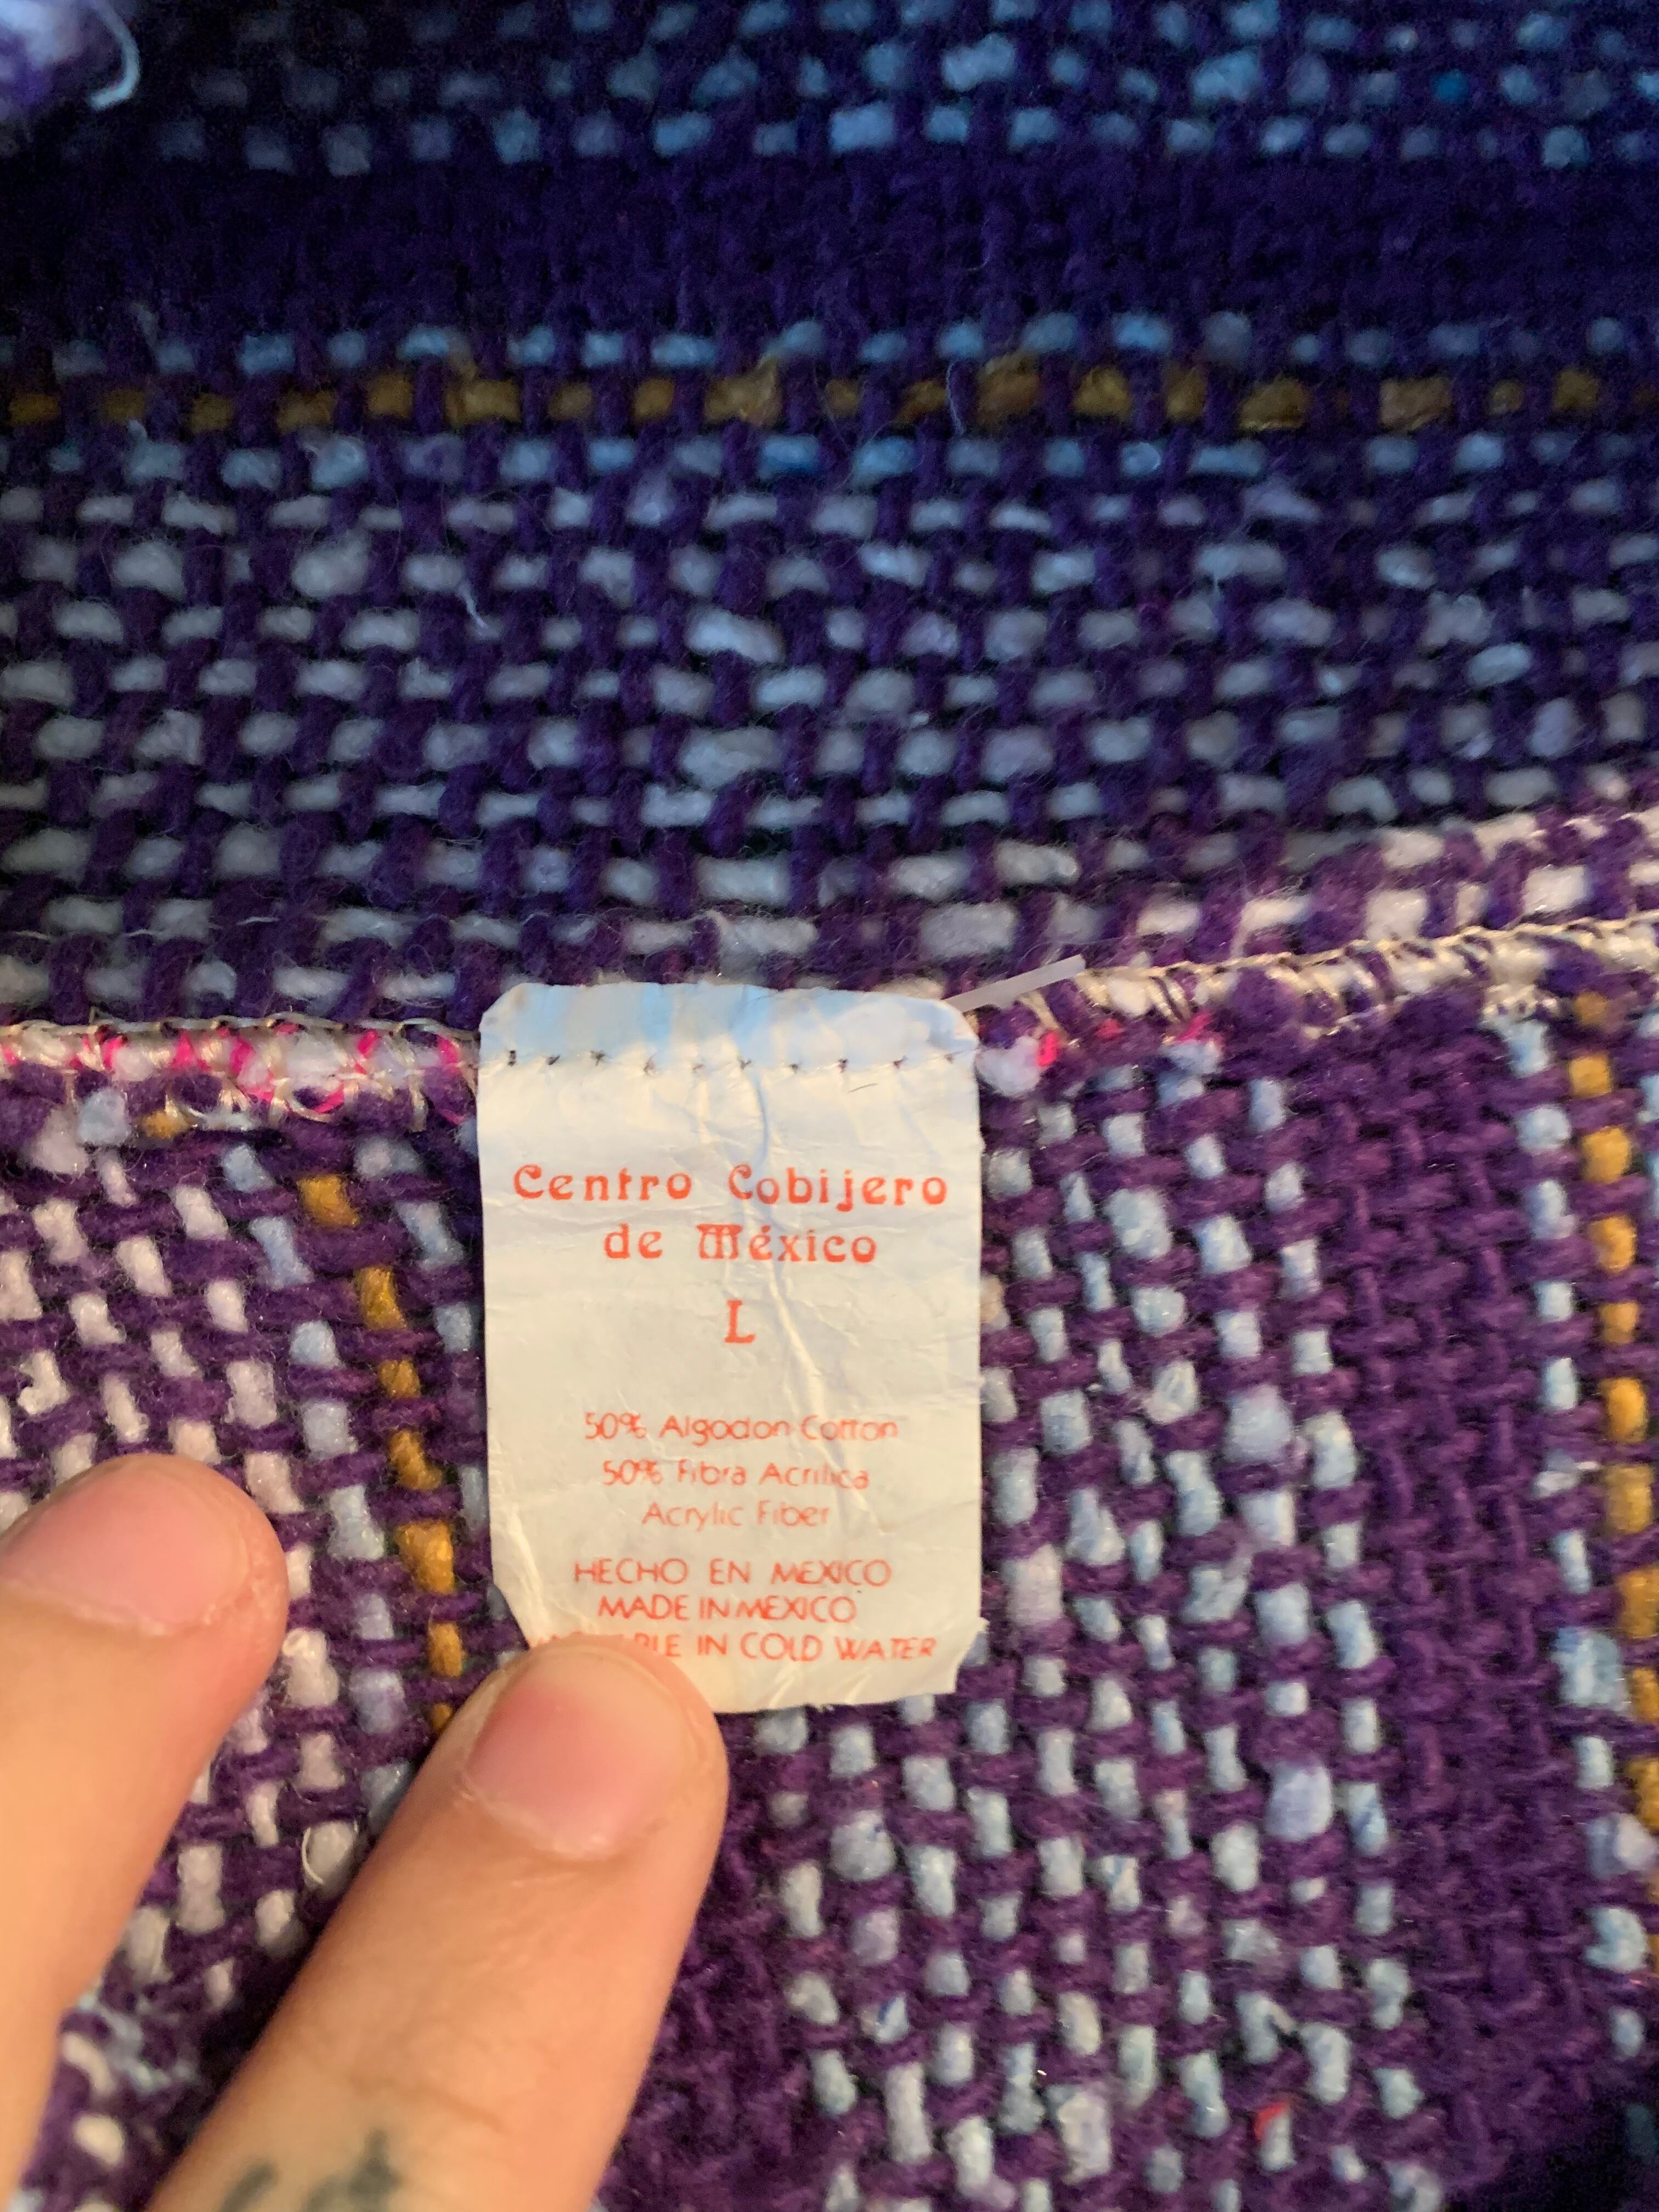 Centro Cobijero
de México
L
50% Algodon Cotton
50% Fibra Acrilica
Acrylic Fiber
HECHO EN MEXICO
MADE IN MEXICO
IN COLD WATER